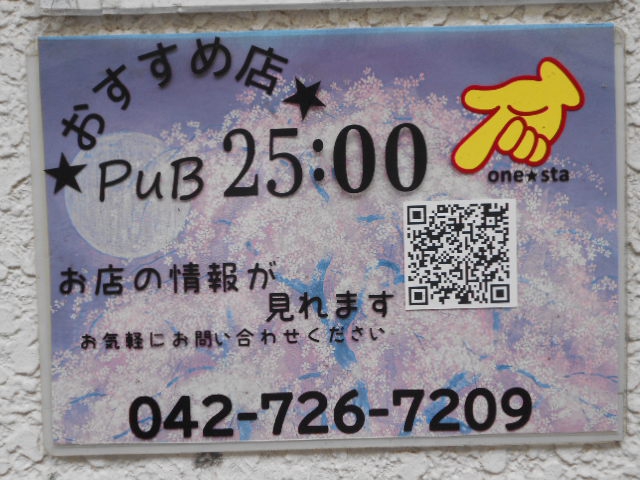 ★おすすめ店★
PUB 25:00
one★sta
お店の情報が
見れます
お気軽にお問い合わせください
042-726-7209